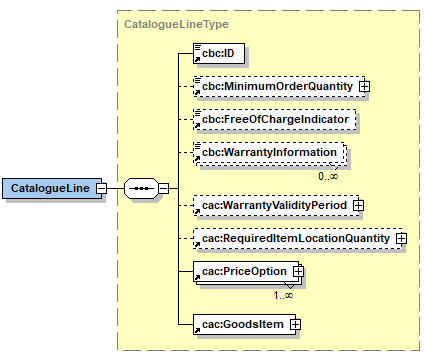 CatalogueLineType
cbc:ID
cbc:MinimumOrderQuantity
cbc:FreeOfChargeIndicator
cbc:WarrantyInformation
0..∞
CatalogueLine
cac:WarrantyValidityPeriod
cac:RequiredItemLocationQuantity
cac:PriceOption
1..∞
cac:GoodsItem